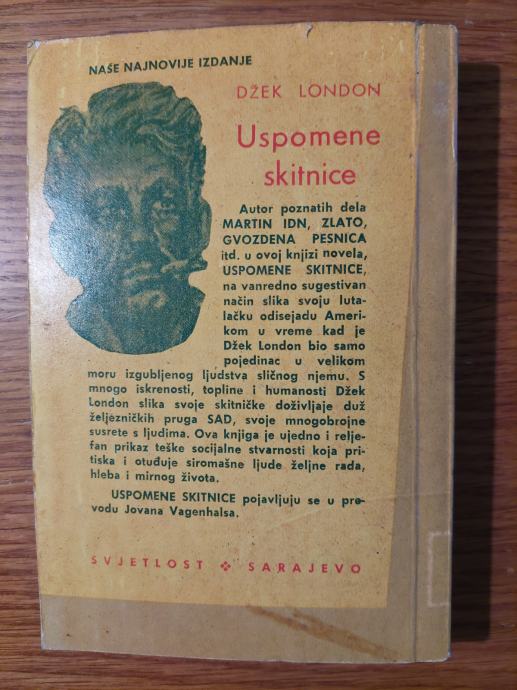 NAŠE NAJNOVIJE IZDANJE
DŽEK LONDON
Uspomene
skitnice
Autor poznatih dela
MARTIN IDN, ZLATO,
GVOZDENA PESNICA
itd. u ovoj knjizi novela,
USPOMENE SKITNICE,
na vanredno sugestivan
način slika svoju luta-
lačku odisejadu Ameri-
kom u vreme kad je
Džek London bio samo
pojedinac u velikom
moru izgubljenog ljudstva sličnog njemu. S
mnogo iskrenosti, topline i humanosti Džek
London slika svoje skitničke doživljaje duž
željezničkih pruga SAD, svoje mnogobrojne
susrete s ljudima. Ova knjiga je ujedno i relje-
fan prikaz teške socijalne stvarnosti koja pri-
tiska i otuđuje siromašne ljude željne rada,
hleba i mirnog života.
USPOMENE SKITNICE pojavljuju se u pre-
vodu Jovana Vagenhalsa.
SVJETLOST ❖ SARAJEVO